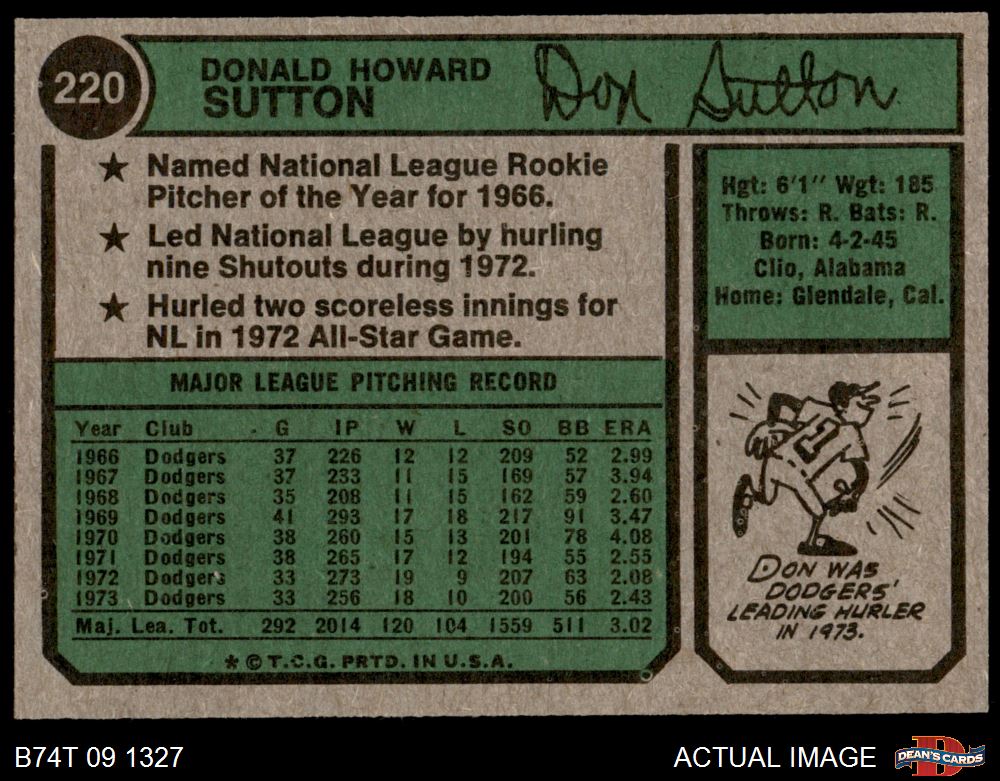 220
DONALD HOWARD
SUTTON
Don Sutton
★ Named National League Rookie
Pitcher of the Year for 1966.
★ Led National League by hurling
nine Shutouts during 1972.
★ Hurled two scoreless innings for
NL in 1972 All-Star Game.
Hgt: 6'1'' Wgt: 185
Throws: R. Bats: R.
Born: 4-2-45
Clio, Alabama
Home: Glendale, Cal.
MAJOR LEAGUE PITCHING RECORD
Year Club G IP W L SO BB ERA
1966 Dodgers 37 226 12 12 209 52 2.99
1967 Dodgers 37 233 11 15 169 57 3.94
1968 Dodgers 35 208 11 15 162 59 2.60
1969 Dodgers 41 293 17 18 217 91 3.47
1970 Dodgers 38 260 15 13 201 78 4.08
1971 Dodgers 38 265 17 12 194 55 2.55
1972 Dodgers 33 273 19 9 207 63 2.08
1973 Dodgers 33 256 18 10 200 56 2.43
Maj. Lea. Tot. 292 2014 120 104 1559 511 3.02
* © T.C.G. PRTD. IN U.S.A.
1
DON WAS
DODGERS'
LEADING HURLER
IN 1973.
B74T 09 1327
ACTUAL IMAGE
D
DEAN'S CARDS